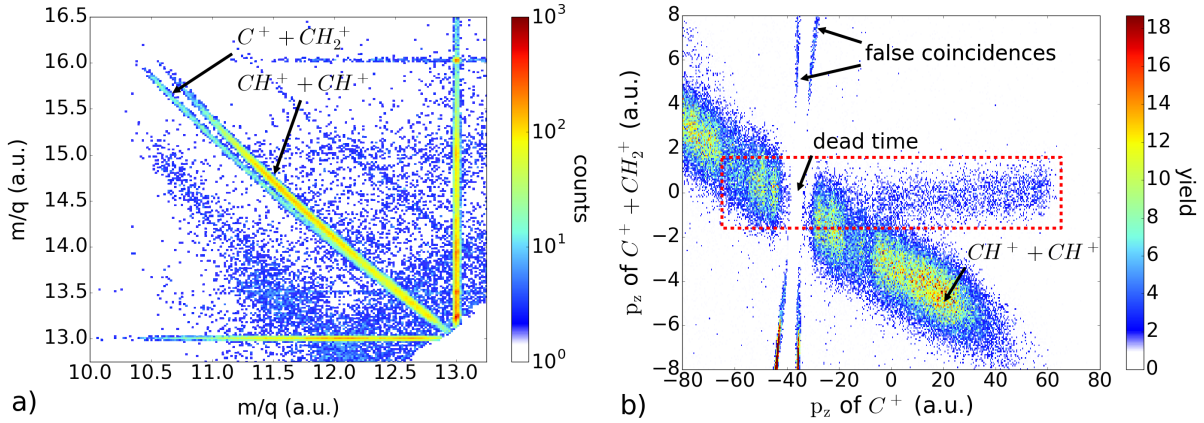 16.5
16.0
15.5
15.0
14.5
14.0
13.5
13.0
10.0 10.5 11.0 11.5 12.0 12.5 13.0
m/q (a.u.)
m/q (a.u.)
C⁺ + CH₂⁺
CH⁺ + CH⁺
10³
10²
10¹
10⁰
counts
a)
8
6
4
2
0
−2
−4
−6
−8
−80 −60 −40 −20 0 20 40 60 80
p_z of C⁺ + CH₂⁺ (a.u.)
p_z of C⁺ (a.u.)
false coincidences
dead time
CH⁺ + CH⁺
18
16
14
12
10
8
6
4
2
0
yield
b)